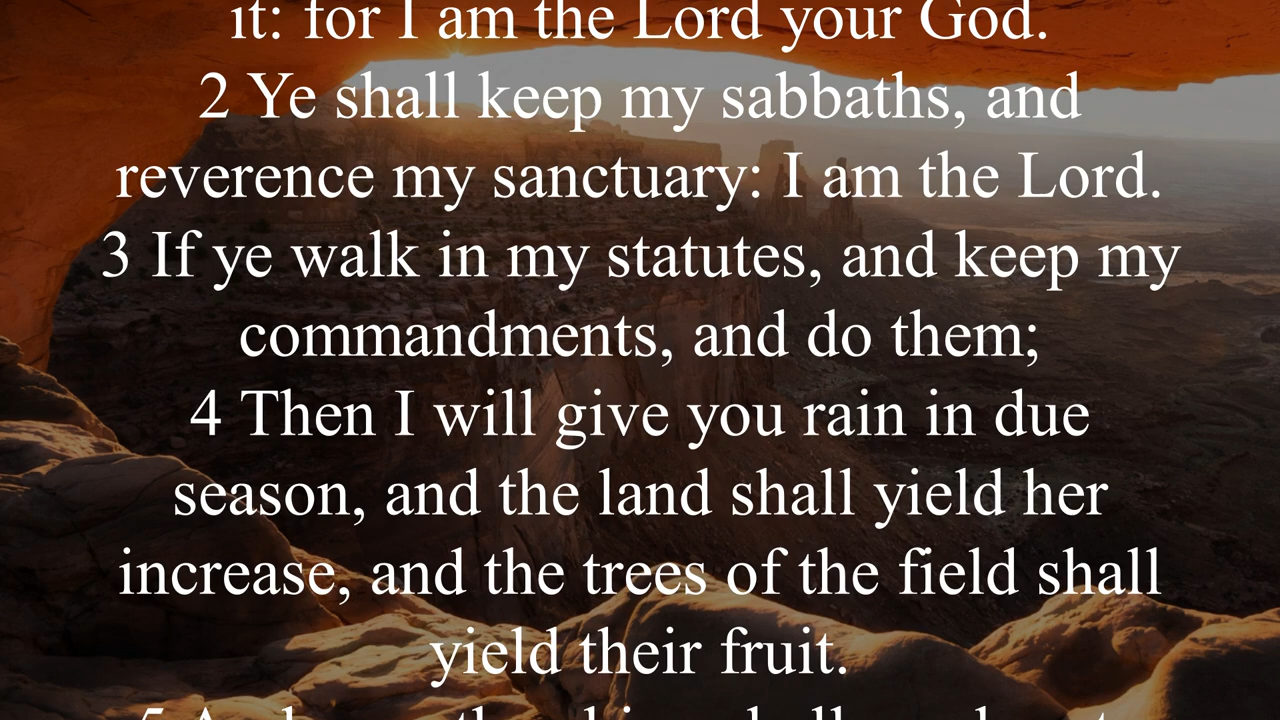 it: for I am the Lord your God.
2 Ye shall keep my sabbaths, and
reverence my sanctuary: I am the Lord.
3 If ye walk in my statutes, and keep my
commandments, and do them;
4 Then I will give you rain in due
season, and the land shall yield her
increase, and the trees of the field shall
yield their fruit.